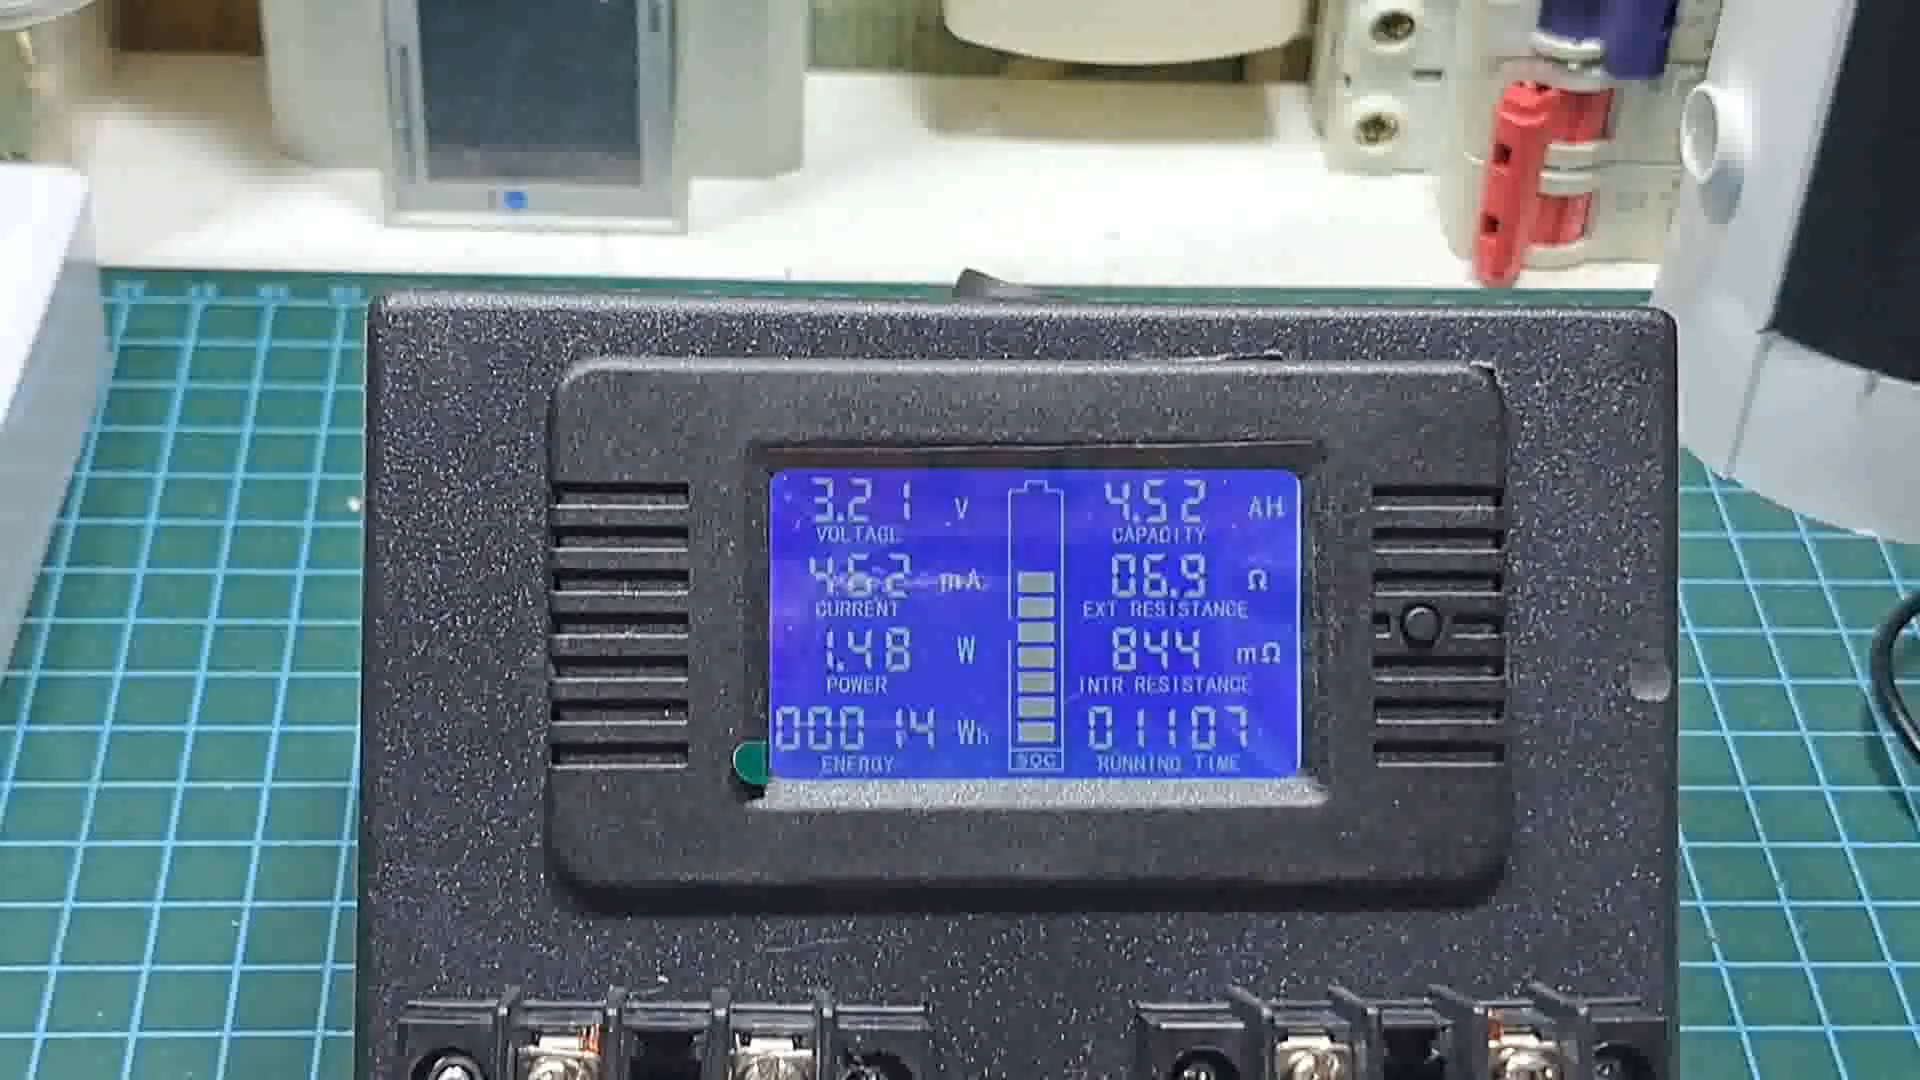 3.21 V
VOLTAGE
mA
CURRENT
1.48 W
POWER
00014 Wh
ENERGY
SOC
4.52 AH
CAPACITY
06.9 Ω
EXT RESISTANCE
844 mΩ
INTR RESISTANCE
01107
RUNNING TIME